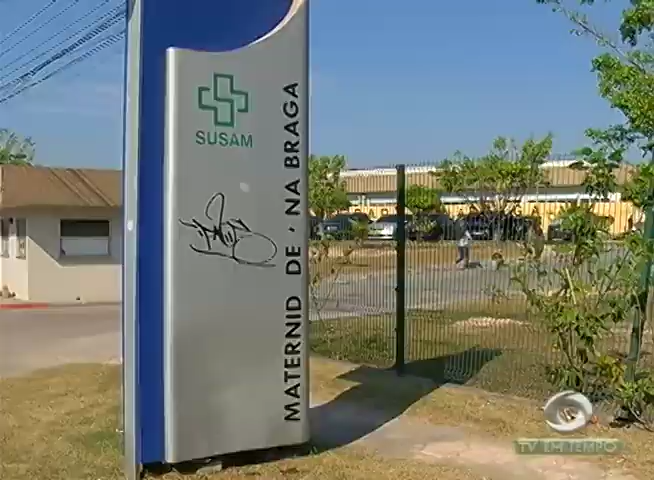 SUSAM
MATERNID DE · NA BRAGA
TV EM TEMPO